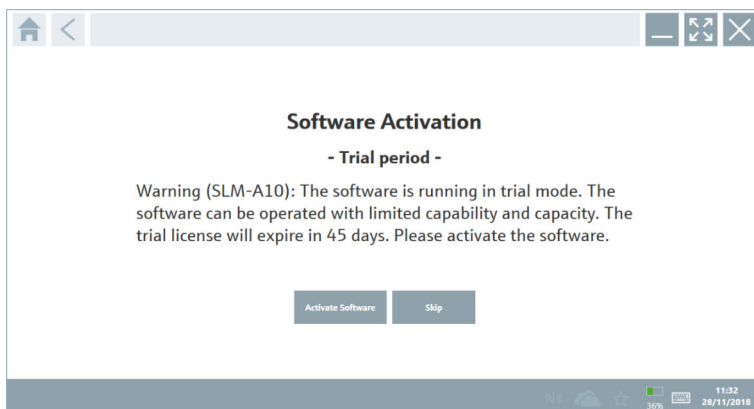 Software Activation
- Trial period -
Warning (SLM-A10): The software is running in trial mode. The
software can be operated with limited capability and capacity. The
trial license will expire in 45 days. Please activate the software.
Activate Software Skip
36%
11:32
28/11/2018